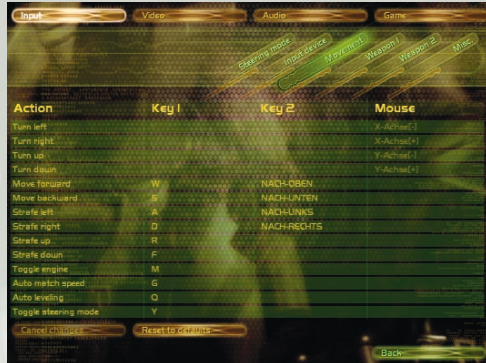 Input Video Audio Game
Steering mode Input device Movement Weapon 1 Weapon 2 Misc.
Action Key 1 Key 2 Mouse
Turn left X-Achse(-)
Turn right X-Achse(+)
Turn up Y-Achse(-)
Turn down Y-Achse(+)
Move forward W NACH-OBEN
Move backward S NACH-UNTEN
Strafe left A NACH-LINKS
Strafe right D NACH-RECHTS
Strafe up R
Strafe down F
Toggle engine M
Auto match speed G
Auto leveling Q
Toggle steering mode Y
Cancel changes Reset to defaults
Back